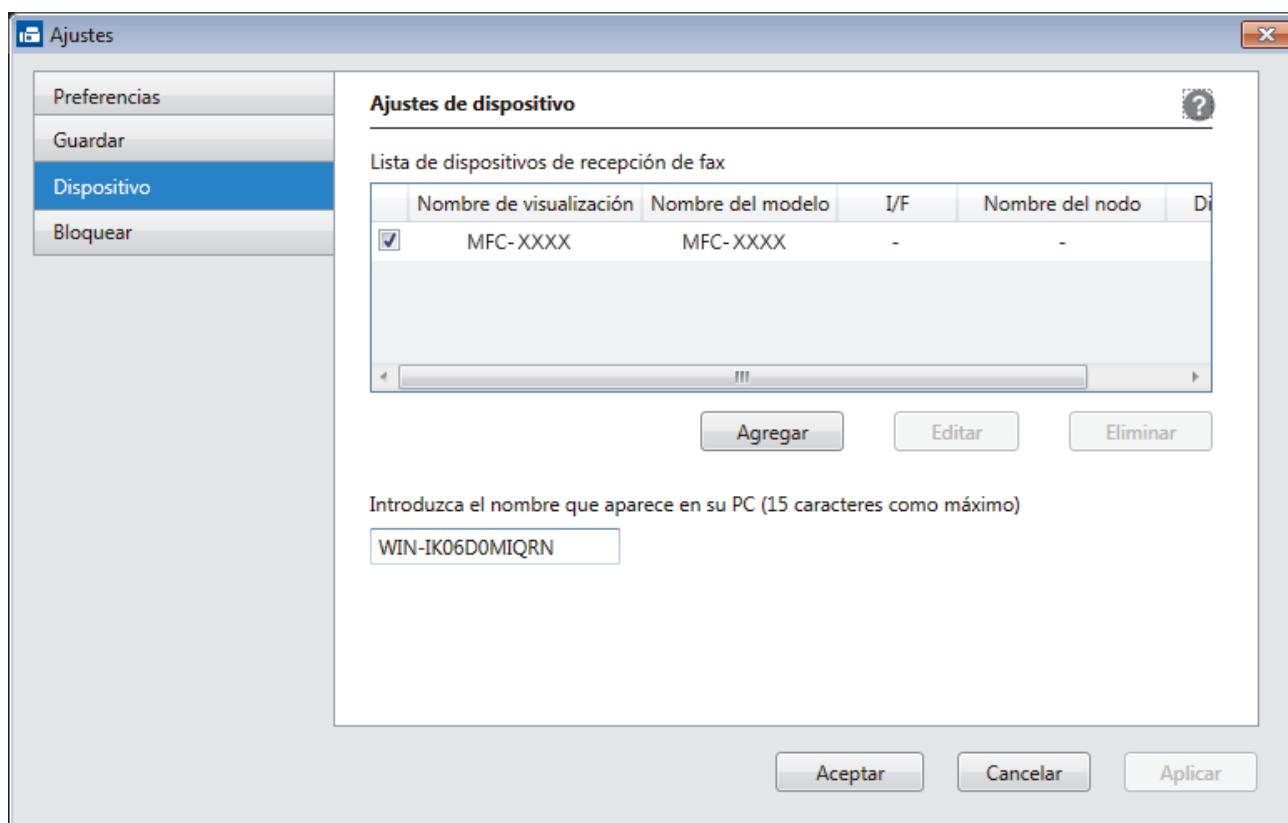 Ajustes
Preferencias
Guardar
Dispositivo
Bloquear
Ajustes de dispositivo
?
Lista de dispositivos de recepción de fax
Nombre de visualización Nombre del modelo I/F Nombre del nodo Di
MFC-XXXX MFC-XXXX - -
Agregar Editar Eliminar
Introduzca el nombre que aparece en su PC (15 caracteres como máximo)
WIN-IK06D0MIQRN
Aceptar Cancelar Aplicar